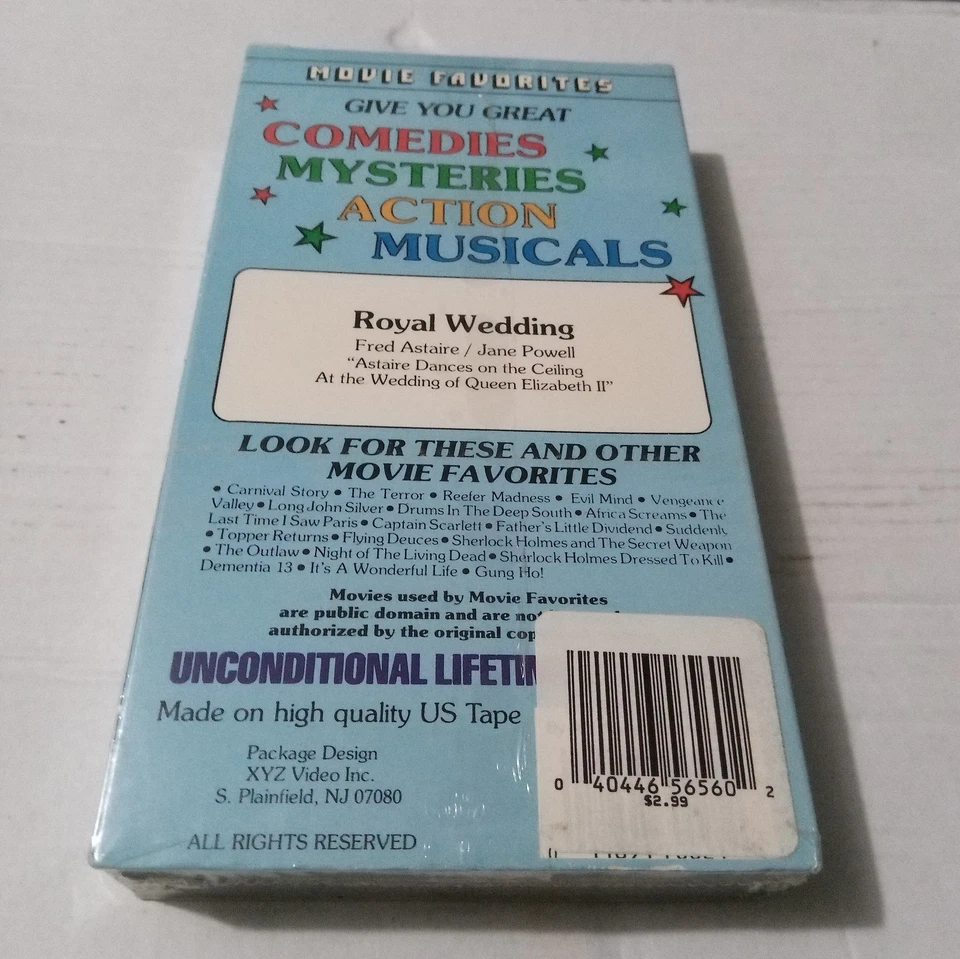 MOVIE FAVORITES
GIVE YOU GREAT
COMEDIES
MYSTERIES
ACTION
MUSICALS
Royal Wedding
Fred Astaire / Jane Powell
“Astaire Dances on the Ceiling
At the Wedding of Queen Elizabeth II”
LOOK FOR THESE AND OTHER
MOVIE FAVORITES
• Carnival Story • The Terror • Reefer Madness • Evil Mind • Vengeance
Valley • Long John Silver • Drums In The Deep South • Africa Screams • The
Last Time I Saw Paris • Captain Scarlett • Father's Little Dividend • Suddenly
• Topper Returns • Flying Deuces • Sherlock Holmes and The Secret Weapon
• The Outlaw • Night of The Living Dead • Sherlock Holmes Dressed To Kill •
Dementia 13 • It's A Wonderful Life • Gung Ho!
Movies used by Movie Favorites
are public domain and are not
authorized by the original
UNCONDITIONAL
Made on high quality US Tape
Package Design
XYZ Video Inc.
S. Plainfield, NJ 07080
ALL RIGHTS RESERVED
0 40446 56560 2
$2.99